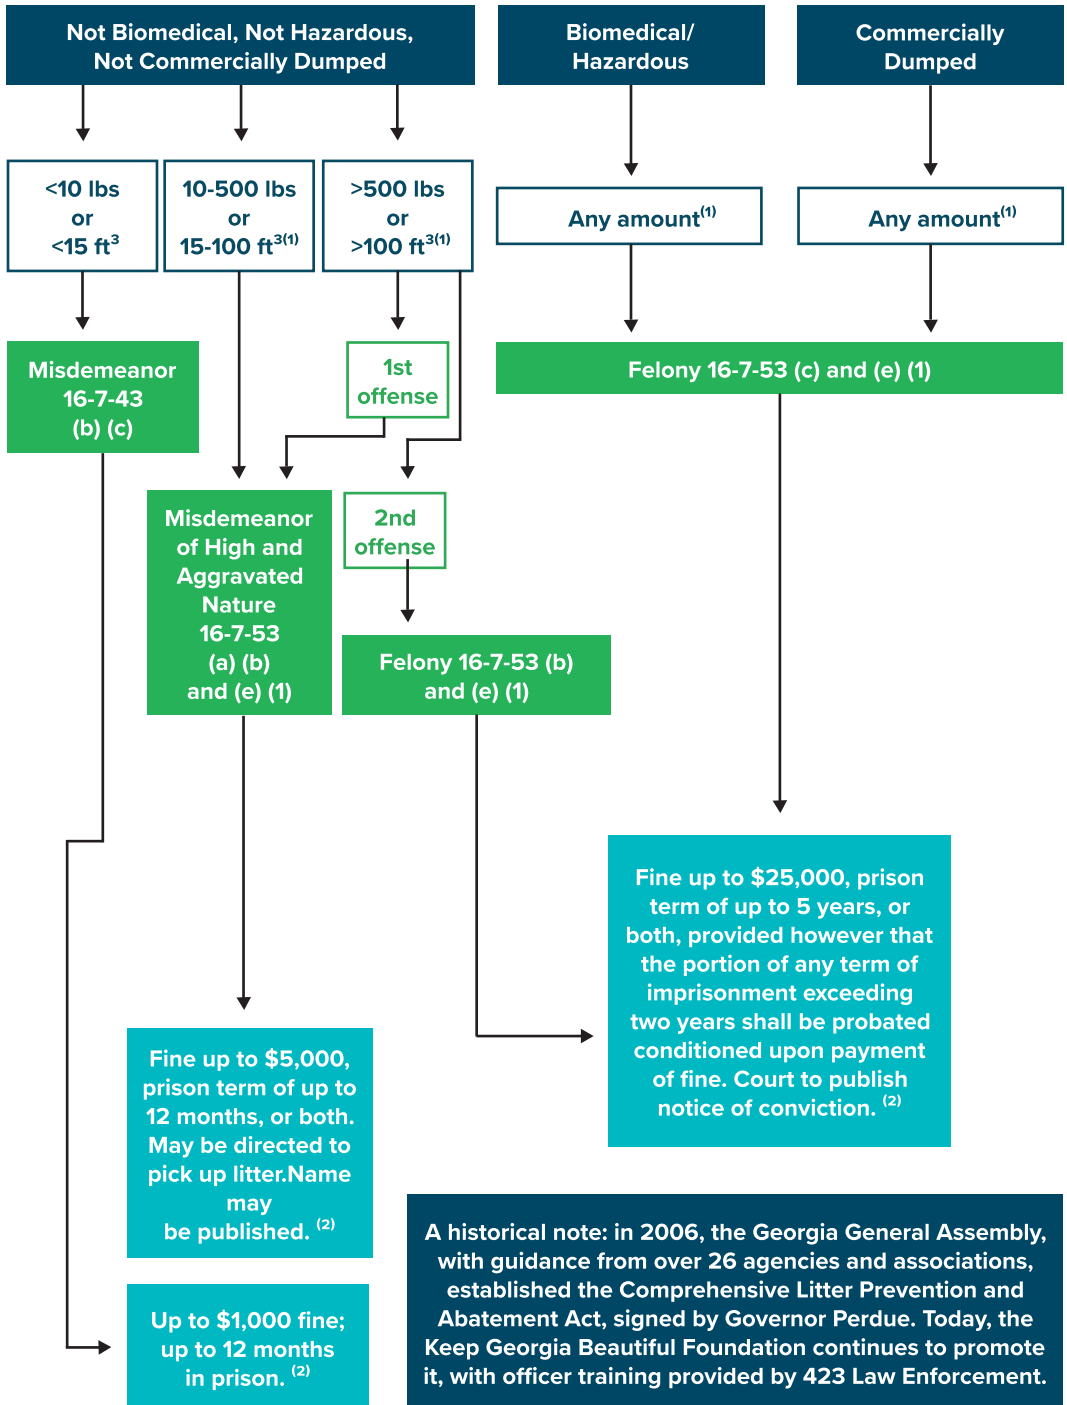 Not Biomedical, Not Hazardous,
Not Commercially Dumped
Biomedical/
Hazardous
Commercially
Dumped
<10 lbs
or
<15 ft³
10-500 lbs
or
15-100 ft³⁽¹⁾
>500 lbs
or
>100 ft³⁽¹⁾
Any amount⁽¹⁾
Any amount⁽¹⁾
Misdemeanor
16-7-43
(b) (c)
1st
offense
Felony 16-7-53 (c) and (e) (1)
Misdemeanor
of High and
Aggravated
Nature
16-7-53
(a) (b)
and (e) (1)
2nd
offense
Felony 16-7-53 (b)
and (e) (1)
Fine up to $25,000, prison
term of up to 5 years, or
both, provided however that
the portion of any term of
imprisonment exceeding
two years shall be probated
conditioned upon payment
of fine. Court to publish
notice of conviction. ⁽²⁾
Fine up to $5,000,
prison term of up to
12 months, or both.
May be directed to
pick up litter.Name
may
be published. ⁽²⁾
Up to $1,000 fine;
up to 12 months
in prison. ⁽²⁾
A historical note: in 2006, the Georgia General Assembly,
with guidance from over 26 agencies and associations,
established the Comprehensive Litter Prevention and
Abatement Act, signed by Governor Perdue. Today, the
Keep Georgia Beautiful Foundation continues to promote
it, with officer training provided by 423 Law Enforcement.